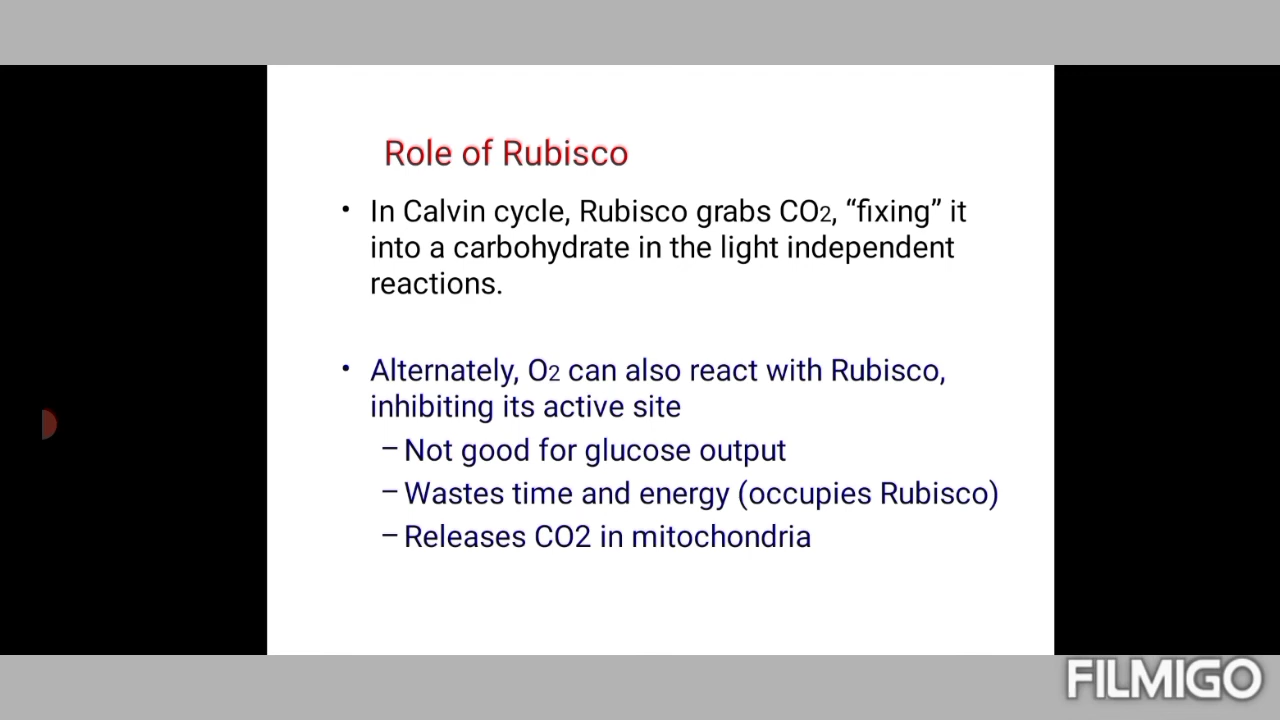 Role of Rubisco
• In Calvin cycle, Rubisco grabs CO2, “fixing” it
into a carbohydrate in the light independent
reactions.
• Alternately, O2 can also react with Rubisco,
inhibiting its active site
– Not good for glucose output
– Wastes time and energy (occupies Rubisco)
– Releases CO2 in mitochondria
FILMIGO